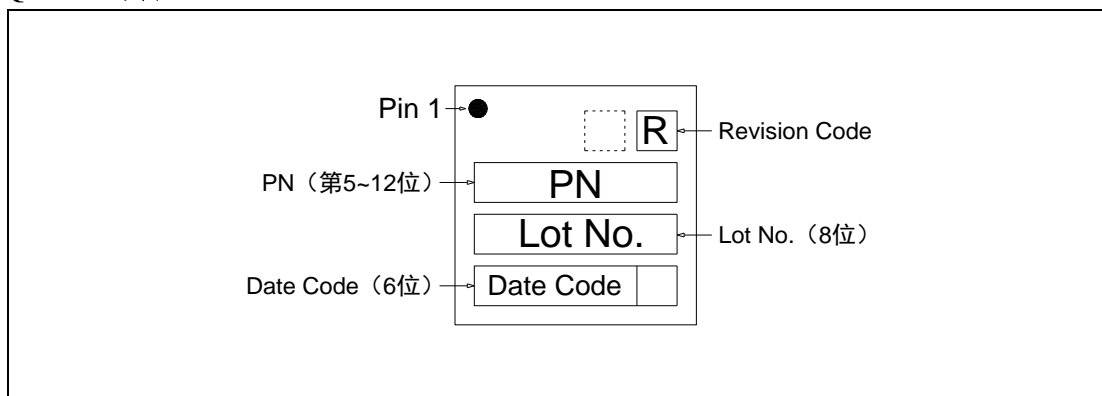 Pin 1
R
Revision Code
PN（第5~12位）
PN
Lot No.
Lot No.（8位）
Date Code（6位）
Date Code